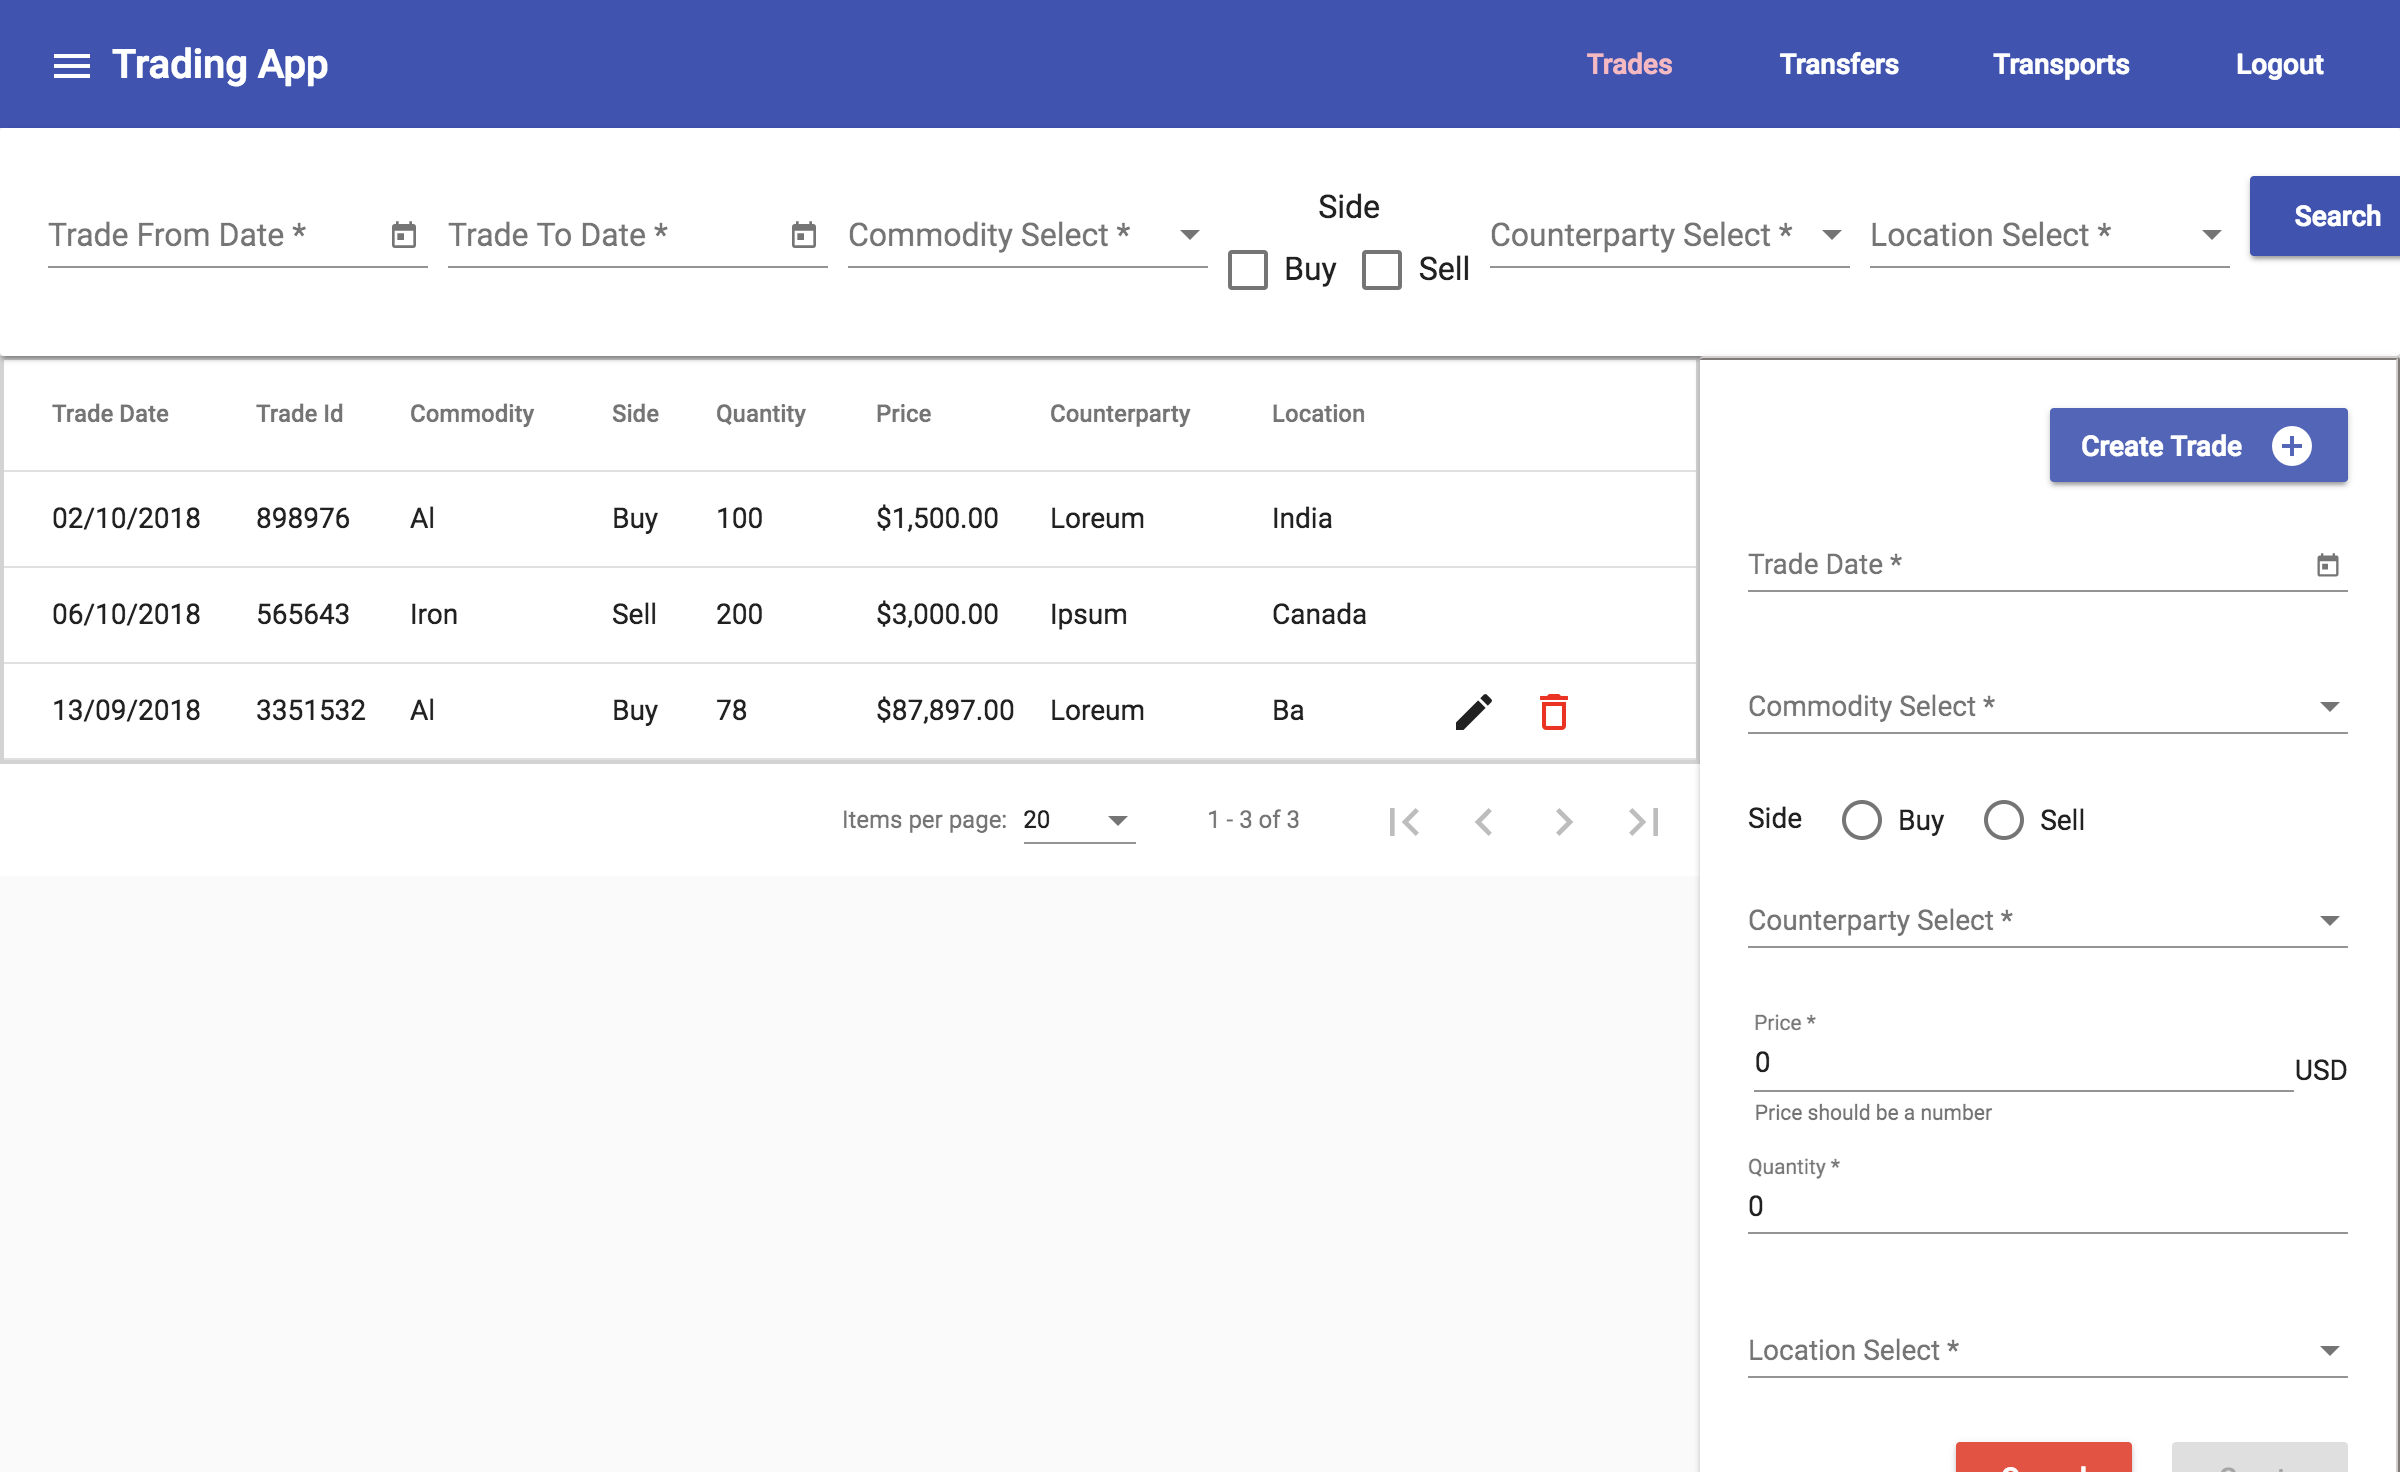 Trading App
Trades Transfers Transports Logout
Trade From Date * Trade To Date * Commodity Select * Side Buy Sell Counterparty Select * Location Select * Search
Trade Date Trade Id Commodity Side Quantity Price Counterparty Location
02/10/2018 898976 Al Buy 100 $1,500.00 Loreum India
06/10/2018 565643 Iron Sell 200 $3,000.00 Ipsum Canada
13/09/2018 3351532 Al Buy 78 $87,897.00 Loreum Ba
Items per page: 20 1 - 3 of 3
Create Trade
Trade Date *
Commodity Select *
Side Buy Sell
Counterparty Select *
Price *
0 USD
Price should be a number
Quantity *
0
Location Select *